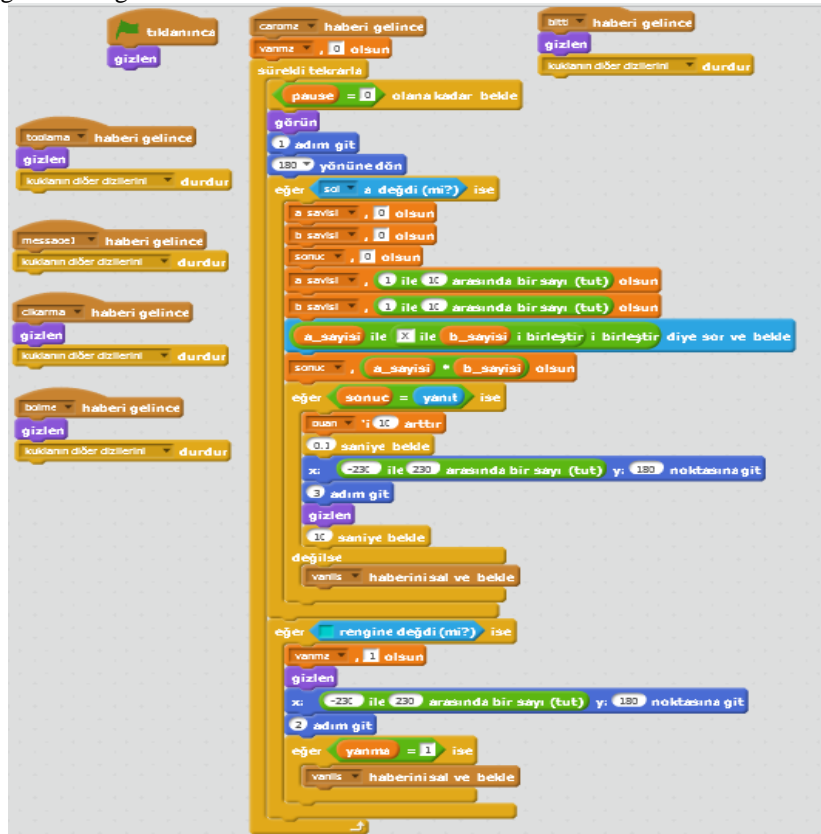 tıklanınca
gizlen
toplama haberi gelince
gizlen
kuklanın diğer dizilerini durdur
message1 haberi gelince
kuklanın diğer dizilerini durdur
cikarma haberi gelince
gizlen
kuklanın diğer dizilerini durdur
bolme haberi gelince
gizlen
kuklanın diğer dizilerini durdur
carpma haberi gelince
yanma , 0 olsun
sürekli tekrarla
pause = 0 olana kadar bekle
görün
1 adım git
180 yönüne dön
eğer sol a değdi (mi?) ise
a_sayisi , 0 olsun
b_sayisi , 0 olsun
sonuc , 0 olsun
a_sayisi , 1 ile 10 arasında bir sayı (tut) olsun
b_sayisi , 1 ile 10 arasında bir sayı (tut) olsun
a_sayisi ile X ile b_sayisi i birleştir i birleştir diye sor ve bekle
sonuc , a_sayisi * b_sayisi olsun
eğer sonuc = yanıt ise
puan 'i 10 arttır
0.1 saniye bekle
x: -230 ile 230 arasında bir sayı (tut) y: 180 noktasına git
3 adım git
gizlen
10 saniye bekle
değilse
yanlis haberini sal ve bekle
eğer rengine değdi (mi?) ise
yanma , 1 olsun
gizlen
x: -230 ile 230 arasında bir sayı (tut) y: 180 noktasına git
2 adım git
eğer yanma = 1 ise
yanlis haberini sal ve bekle
bitti haberi gelince
gizlen
kuklanın diğer dizilerini durdur